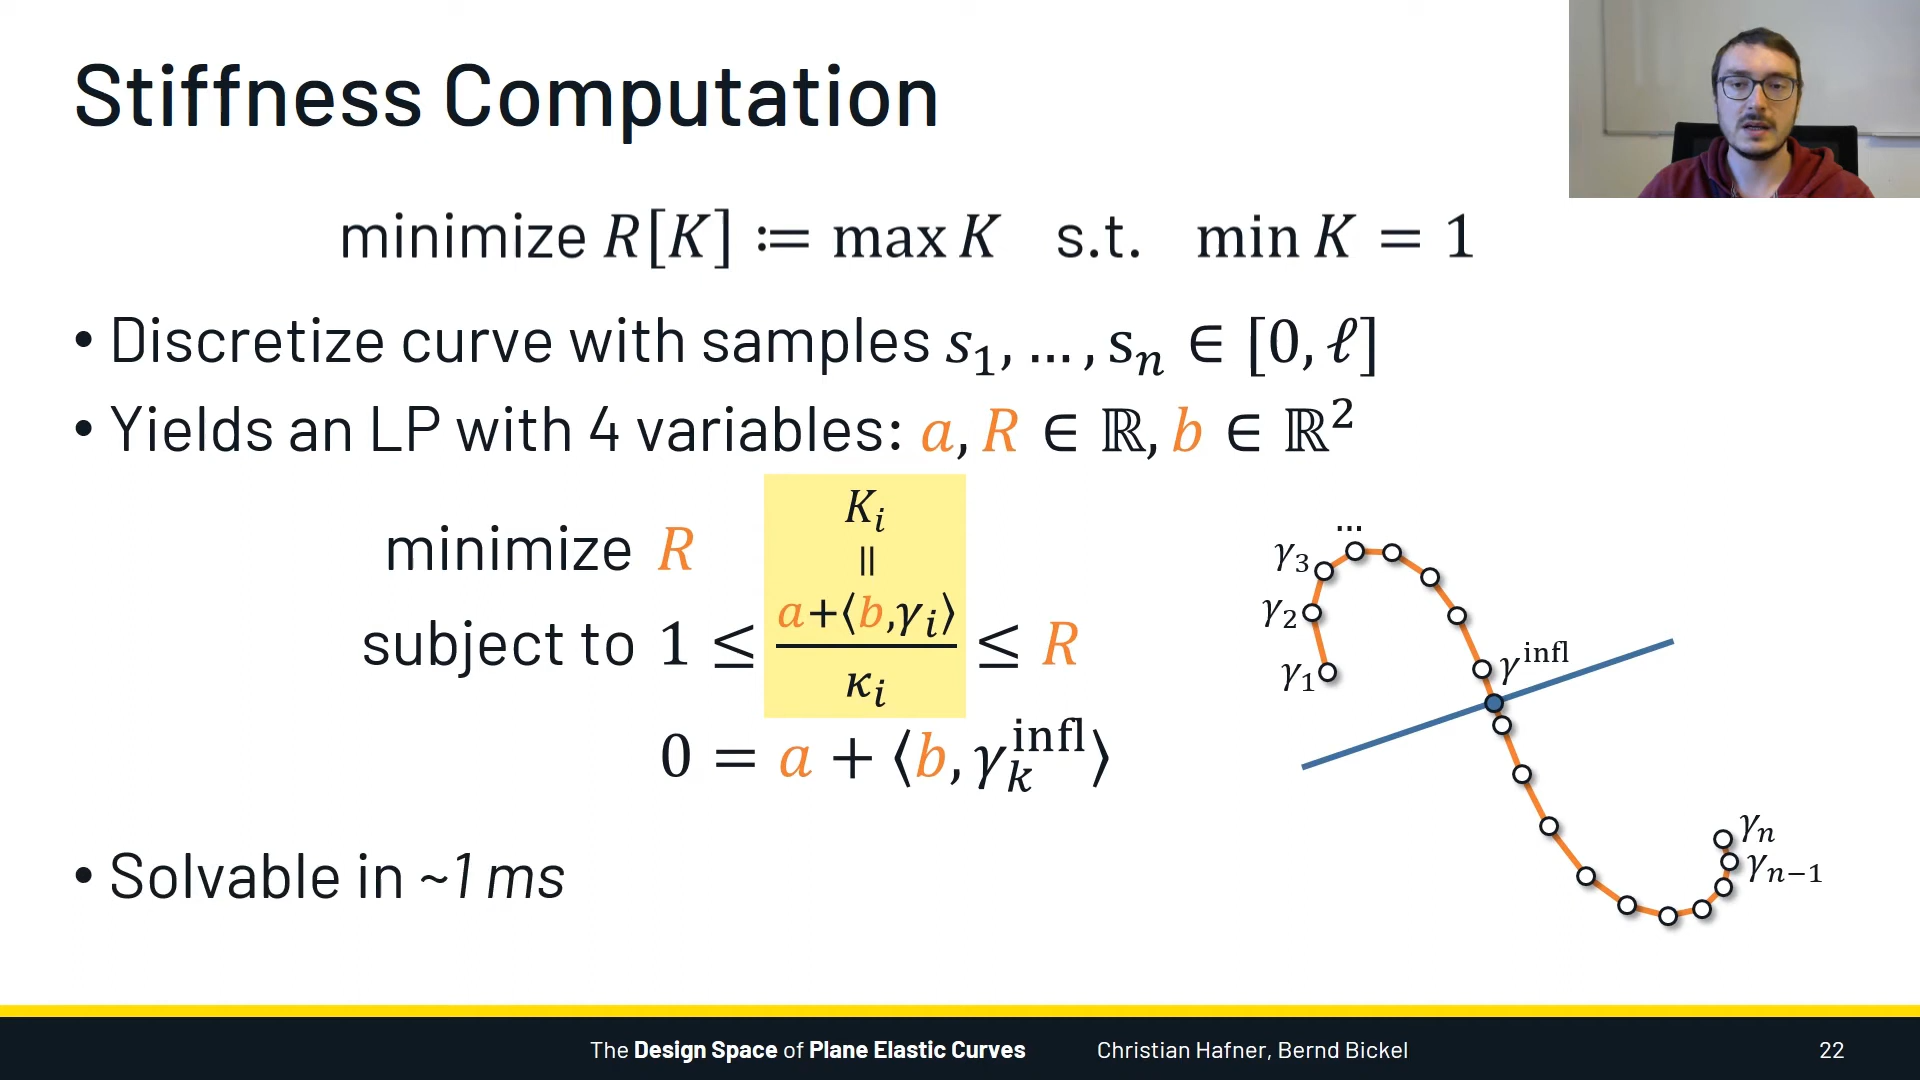 Stiffness Computation
minimize R[K] ≔ max K s.t. min K = 1
• Discretize curve with samples s₁, … , sₙ ∈ [0, ℓ]
• Yields an LP with 4 variables: a, R ∈ ℝ, b ∈ ℝ²
minimize R
Kᵢ
=
subject to 1 ≤ (a+⟨b,γᵢ⟩)/κᵢ ≤ R
0 = a + ⟨b, γₖ^infl⟩
• Solvable in ~1 ms
…
γ₃
γ₂
γ₁
γ^infl
γₙ
γₙ₋₁
The Design Space of Plane Elastic Curves Christian Hafner, Bernd Bickel 22